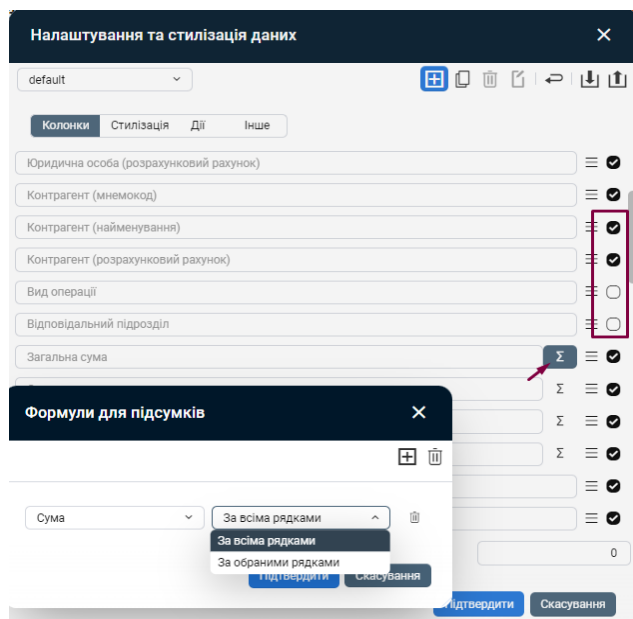 Налаштування та стилізація даних
default
Колонки Стилізація Дії Інше
Юридична особа (розрахунковий рахунок)
Контрагент (мнемокод)
Контрагент (найменування)
Контрагент (розрахунковий рахунок)
Вид операції
Відповідальний підрозділ
Загальна сума Σ
Σ
Σ
Σ
Формули для підсумків
Сума За всіма рядками
За всіма рядками
За обраними рядками
0
Підтвердити Скасування
Підтвердити Скасування